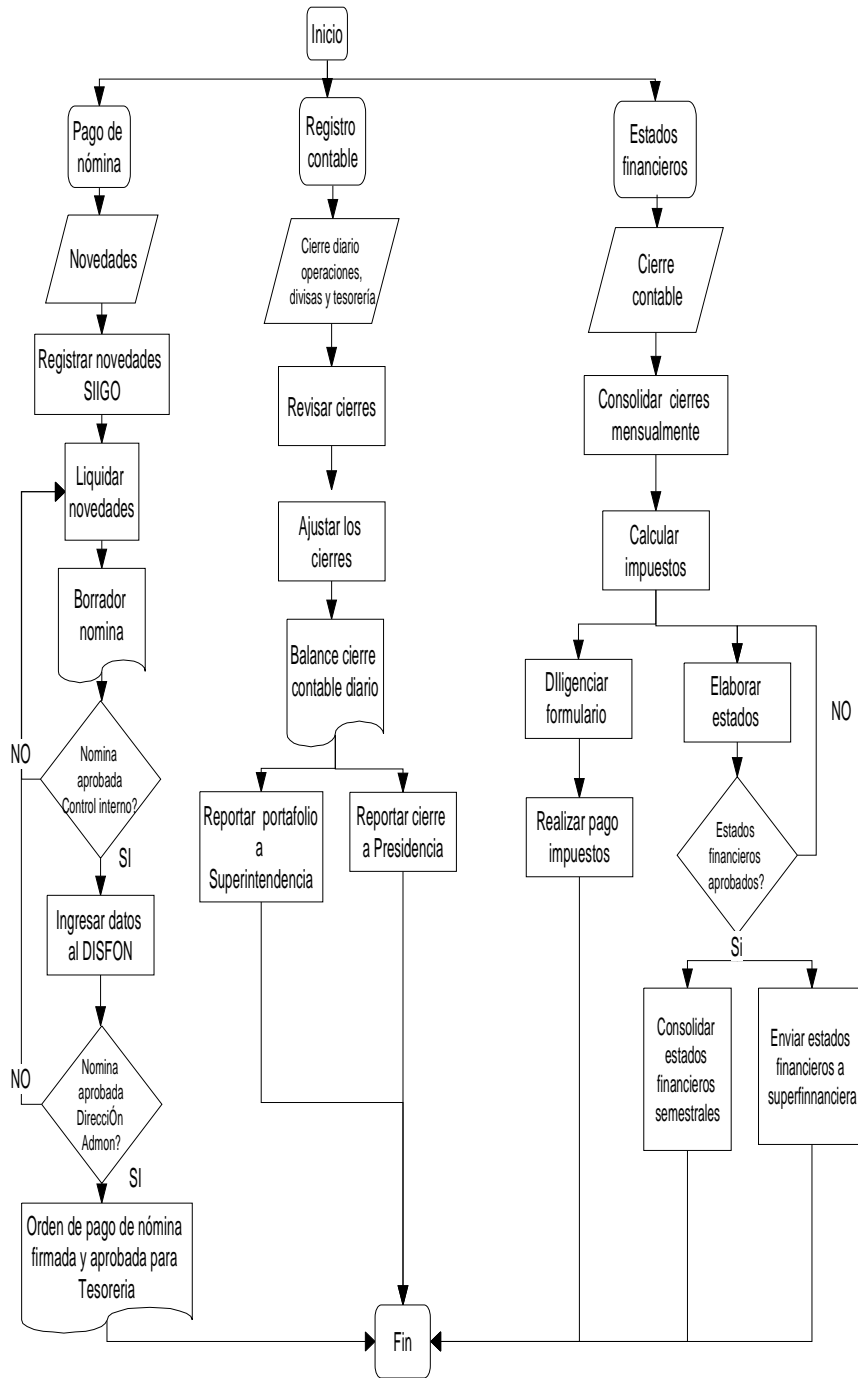 Inicio
Pago de
nómina
Novedades
Registrar novedades
SIIGO
Liquidar
novedades
Borrador
nomina
NO
Nomina
aprobada
Control interno?
SI
Ingresar datos
al DISFON
NO
Nomina
aprobada
DirecciÓn
Admon?
SI
Orden de pago de nómina
firmada y aprobada para
Tesoreria
Registro
contable
Cierre diario
operaciones,
divisas y tesorería
Revisar cierres
Ajustar los
cierres
Balance cierre
contable diario
Reportar portafolio
a
Superintendencia
Reportar cierre
a Presidencia
Estados
financieros
Cierre
contable
Consolidar cierres
mensualmente
Calcular
impuestos
DIligenciar
formulario
Realizar pago
impuestos
Elaborar
estados
NO
Estados
financieros
aprobados?
Si
Consolidar
estados
financieros
semestrales
Enviar estados
financieros a
superfinnanciera
Fin